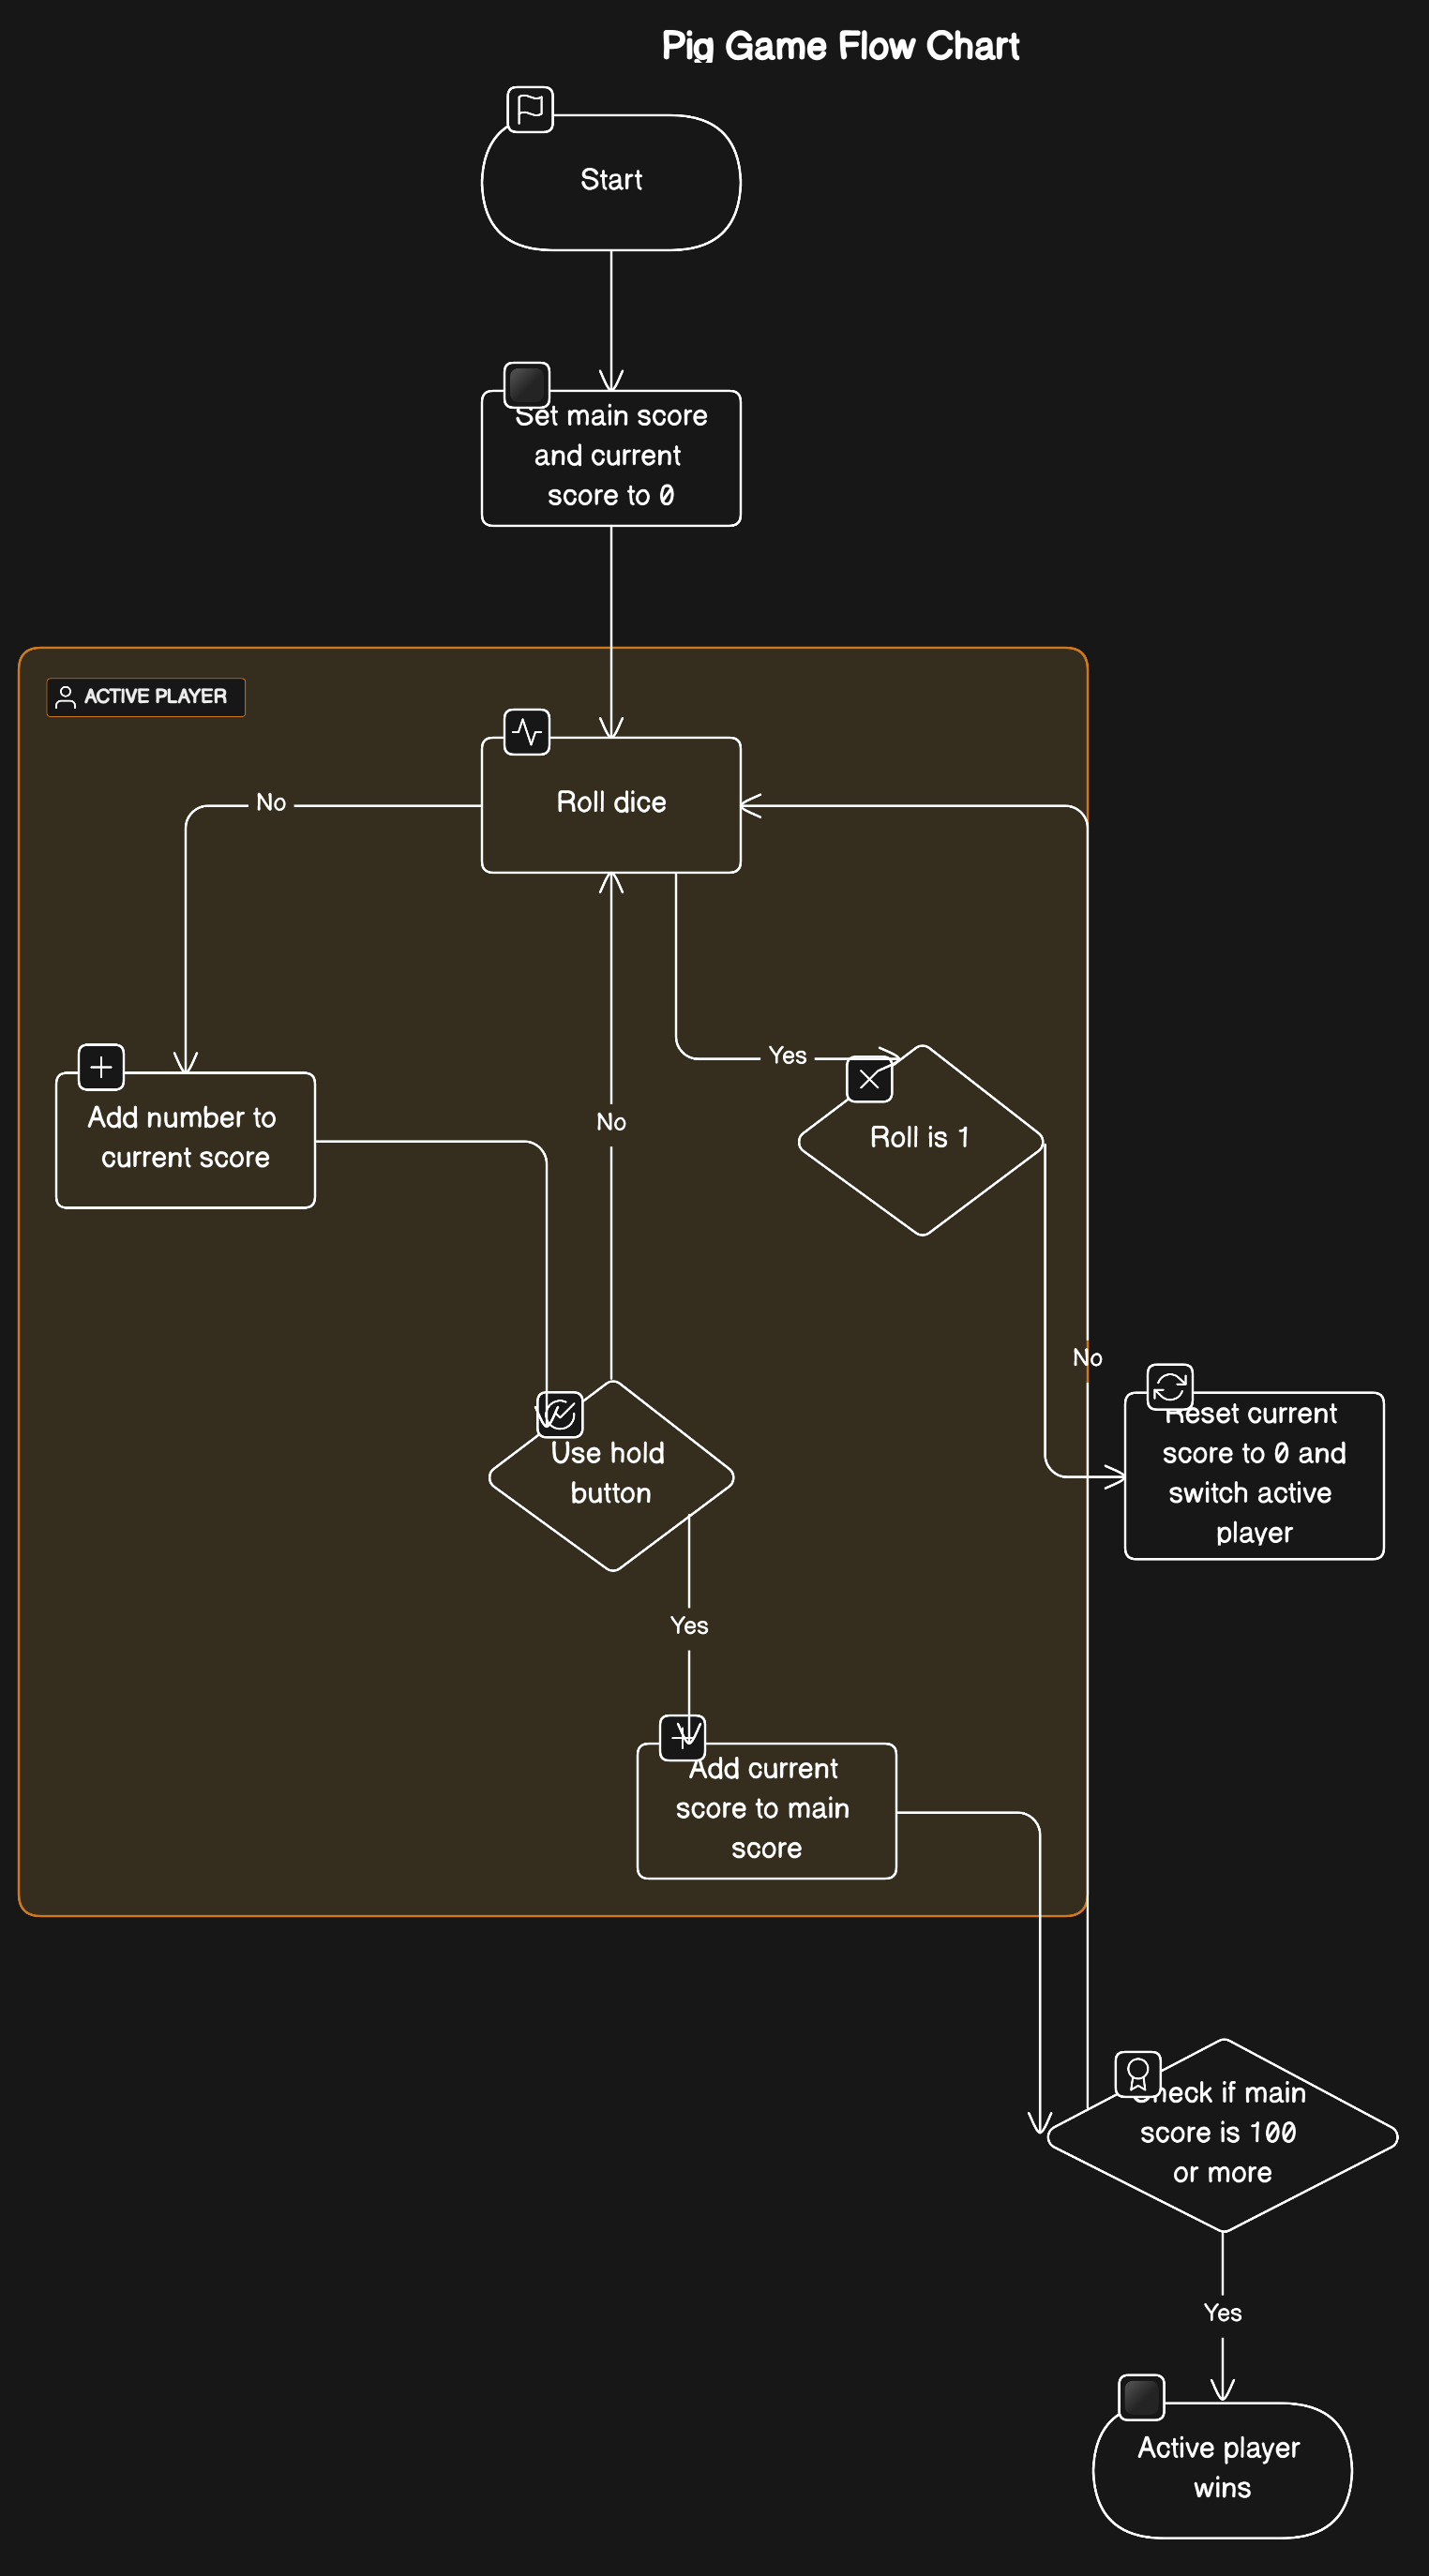 Pig Game Flow Chart
Start
Set main score
and current
score to 0
ACTIVE PLAYER
Roll dice
No
Yes
Add number to
current score
No
Roll is 1
No
Reset current
score to 0 and
switch active
player
Use hold
button
Yes
Add current
score to main
score
Check if main
score is 100
or more
Yes
Active player
wins